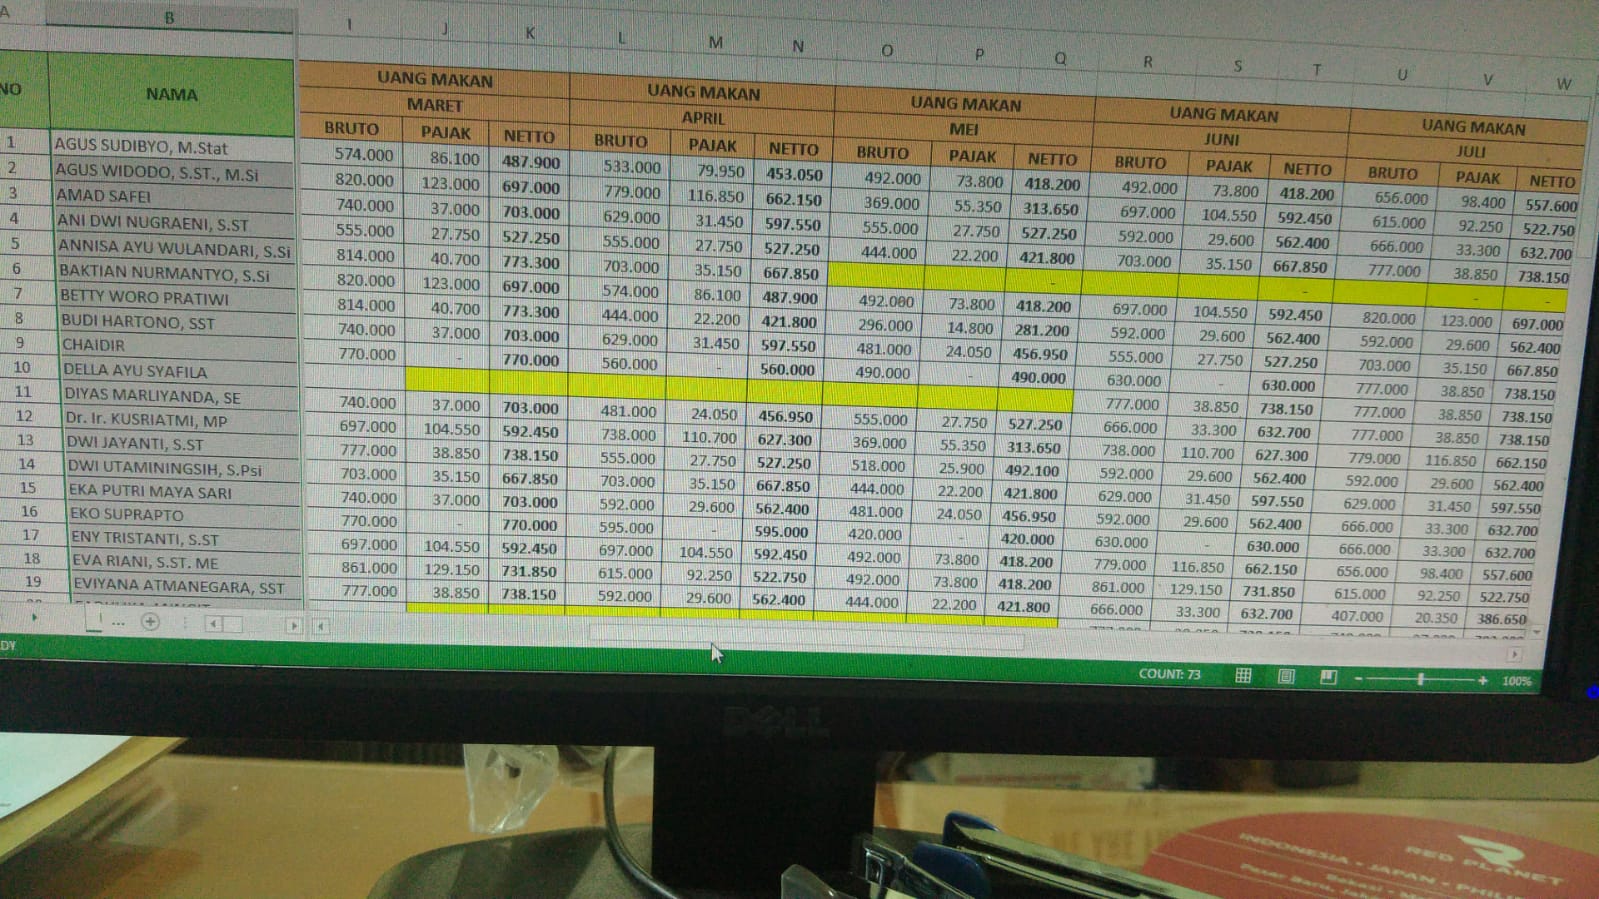 A B I J K L M N O P Q R S T U V W
NO NAMA UANG MAKAN UANG MAKAN UANG MAKAN UANG MAKAN UANG MAKAN
MARET APRIL MEI JUNI JULI
BRUTO PAJAK NETTO BRUTO PAJAK NETTO BRUTO PAJAK NETTO BRUTO PAJAK NETTO BRUTO PAJAK NETTO
1 AGUS SUDIBYO, M.Stat 574.000 86.100 487.900 533.000 79.950 453.050 492.000 73.800 418.200 492.000 73.800 418.200 656.000 98.400 557.600
2 AGUS WIDODO, S.ST., M.Si 820.000 123.000 697.000 779.000 116.850 662.150 369.000 55.350 313.650 697.000 104.550 592.450 615.000 92.250 522.750
3 AMAD SAFEI 740.000 37.000 703.000 629.000 31.450 597.550 555.000 27.750 527.250 592.000 29.600 562.400 666.000 33.300 632.700
4 ANI DWI NUGRAENI, S.ST 555.000 27.750 527.250 555.000 27.750 527.250 444.000 22.200 421.800 703.000 35.150 667.850 777.000 38.850 738.150
5 ANNISA AYU WULANDARI, S.Si 814.000 40.700 773.300 703.000 35.150 667.850 - - - -
6 BAKTIAN NURMANTYO, S.Si 820.000 123.000 697.000 574.000 86.100 487.900 492.000 73.800 418.200 697.000 104.550 592.450 820.000 123.000 697.000
7 BETTY WORO PRATIWI 814.000 40.700 773.300 444.000 22.200 421.800 296.000 14.800 281.200 592.000 29.600 562.400 592.000 29.600 562.400
8 BUDI HARTONO, SST 740.000 37.000 703.000 629.000 31.450 597.550 481.000 24.050 456.950 555.000 27.750 527.250 703.000 35.150 667.850
9 CHAIDIR 770.000 - 770.000 560.000 - 560.000 490.000 - 490.000 630.000 - 630.000 777.000 38.850 738.150
10 DELLA AYU SYAFILA 777.000 38.850 738.150 777.000 38.850 738.150
11 DIYAS MARLIYANDA, SE 740.000 37.000 703.000 481.000 24.050 456.950 555.000 27.750 527.250 666.000 33.300 632.700 777.000 38.850 738.150
12 Dr. Ir. KUSRIATMI, MP 697.000 104.550 592.450 738.000 110.700 627.300 369.000 55.350 313.650 738.000 110.700 627.300 779.000 116.850 662.150
13 DWI JAYANTI, S.ST 777.000 38.850 738.150 555.000 27.750 527.250 518.000 25.900 492.100 592.000 29.600 562.400 592.000 29.600 562.400
14 DWI UTAMININGSIH, S.Psi 703.000 35.150 667.850 703.000 35.150 667.850 444.000 22.200 421.800 629.000 31.450 597.550 629.000 31.450 597.550
15 EKA PUTRI MAYA SARI 740.000 37.000 703.000 592.000 29.600 562.400 481.000 24.050 456.950 592.000 29.600 562.400 666.000 33.300 632.700
16 EKO SUPRAPTO 770.000 - 770.000 595.000 - 595.000 420.000 - 420.000 630.000 - 630.000 666.000 33.300 632.700
17 ENY TRISTANTI, S.ST 697.000 104.550 592.450 697.000 104.550 592.450 492.000 73.800 418.200 779.000 116.850 662.150 656.000 98.400 557.600
18 EVA RIANI, S.ST. ME 861.000 129.150 731.850 615.000 92.250 522.750 492.000 73.800 418.200 861.000 129.150 731.850 615.000 92.250 522.750
19 EVIYANA ATMANEGARA, SST 777.000 38.850 738.150 592.000 29.600 562.400 444.000 22.200 421.800 666.000 33.300 632.700 407.000 20.350 386.650
DY COUNT: 73 100%
DELL
RED PLANET
INDONESIA • JAPAN • PHILI
Bekasi
Pasar Baru, Jak